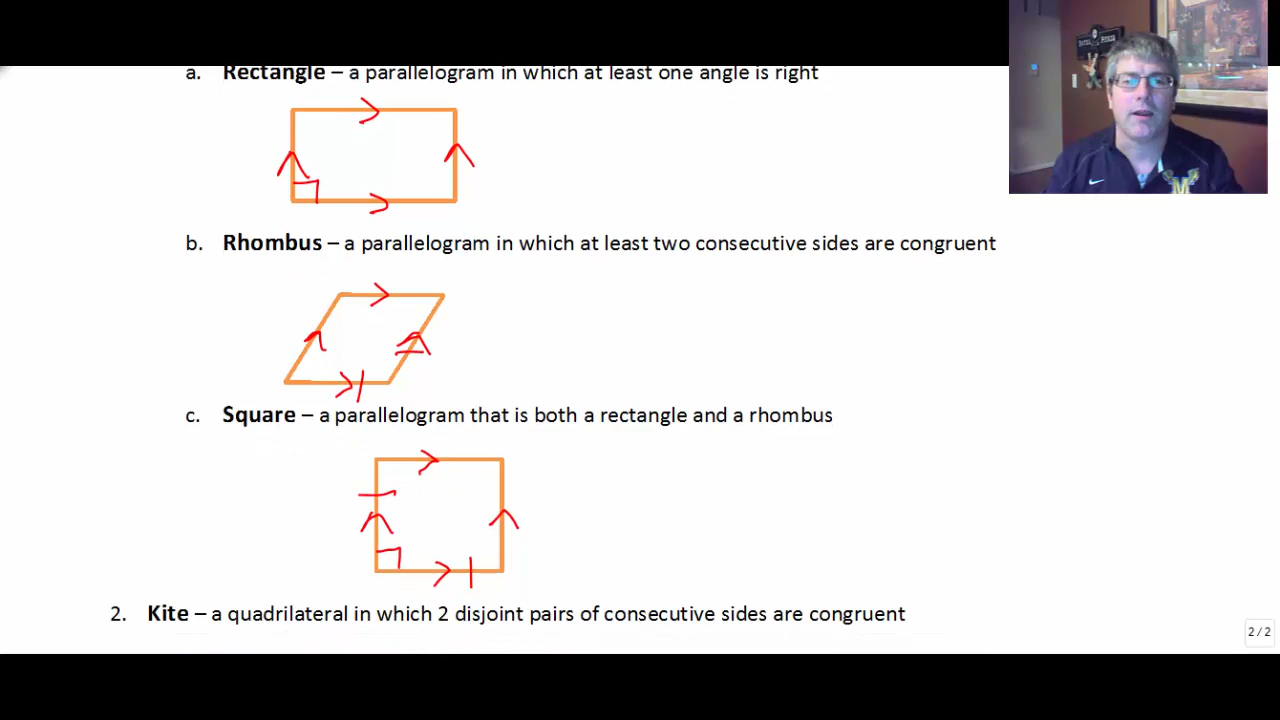 a. Rectangle – a parallelogram in which at least one angle is right
b. Rhombus – a parallelogram in which at least two consecutive sides are congruent
c. Square – a parallelogram that is both a rectangle and a rhombus
2. Kite – a quadrilateral in which 2 disjoint pairs of consecutive sides are congruent
2 / 2
M